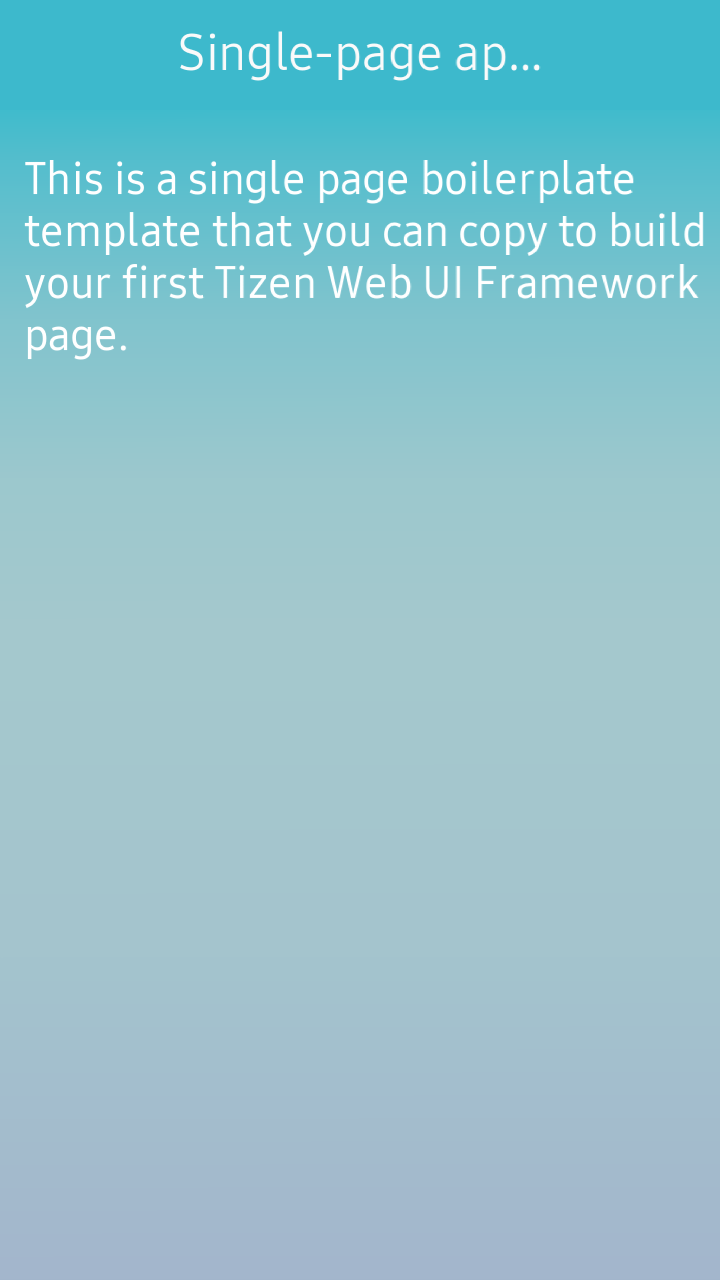 Single-page ap...
This is a single page boilerplate
template that you can copy to build
your first Tizen Web UI Framework
page.